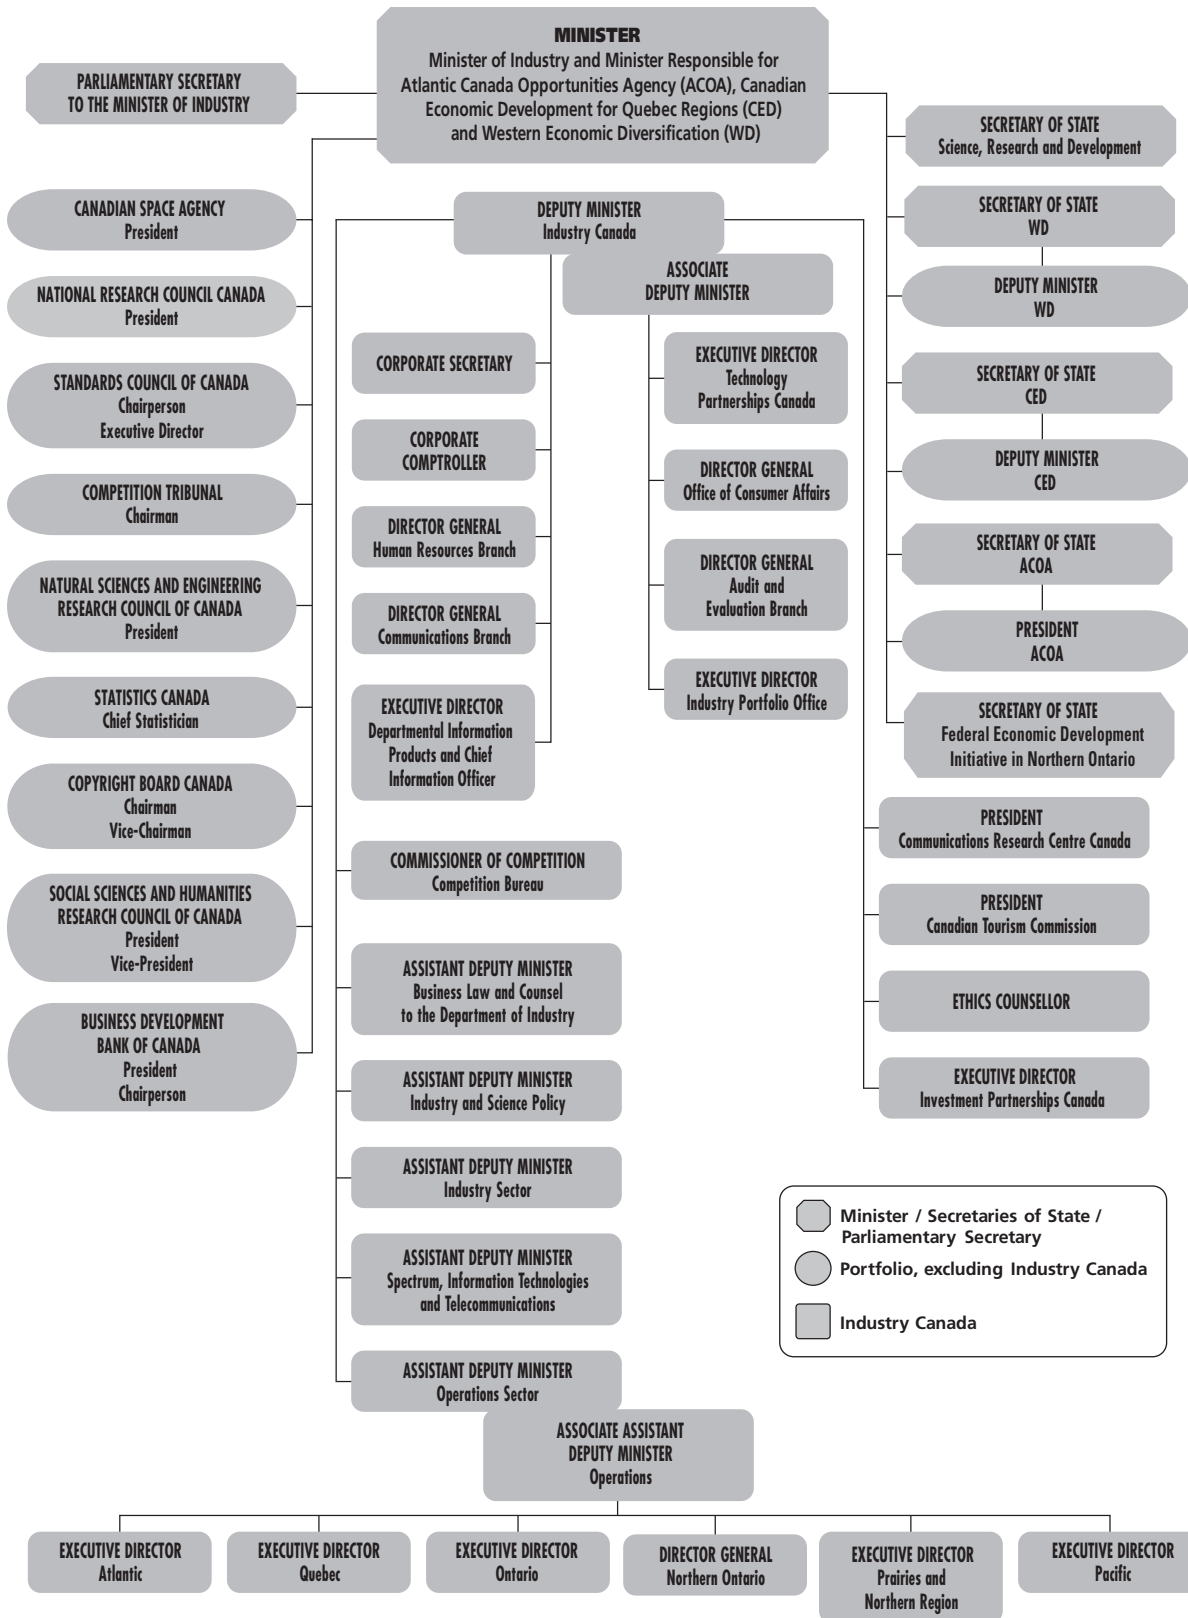 MINISTER
Minister of Industry and Minister Responsible for
Atlantic Canada Opportunities Agency (ACOA), Canadian
Economic Development for Quebec Regions (CED)
and Western Economic Diversification (WD)
PARLIAMENTARY SECRETARY
TO THE MINISTER OF INDUSTRY
CANADIAN SPACE AGENCY
President
NATIONAL RESEARCH COUNCIL CANADA
President
STANDARDS COUNCIL OF CANADA
Chairperson
Executive Director
COMPETITION TRIBUNAL
Chairman
NATURAL SCIENCES AND ENGINEERING
RESEARCH COUNCIL OF CANADA
President
STATISTICS CANADA
Chief Statistician
COPYRIGHT BOARD CANADA
Chairman
Vice-Chairman
SOCIAL SCIENCES AND HUMANITIES
RESEARCH COUNCIL OF CANADA
President
Vice-President
BUSINESS DEVELOPMENT
BANK OF CANADA
President
Chairperson
DEPUTY MINISTER
Industry Canada
ASSOCIATE
DEPUTY MINISTER
CORPORATE SECRETARY
CORPORATE
COMPTROLLER
DIRECTOR GENERAL
Human Resources Branch
DIRECTOR GENERAL
Communications Branch
EXECUTIVE DIRECTOR
Departmental Information
Products and Chief
Information Officer
EXECUTIVE DIRECTOR
Technology
Partnerships Canada
DIRECTOR GENERAL
Office of Consumer Affairs
DIRECTOR GENERAL
Audit and
Evaluation Branch
EXECUTIVE DIRECTOR
Industry Portfolio Office
COMMISSIONER OF COMPETITION
Competition Bureau
ASSISTANT DEPUTY MINISTER
Business Law and Counsel
to the Department of Industry
ASSISTANT DEPUTY MINISTER
Industry and Science Policy
ASSISTANT DEPUTY MINISTER
Industry Sector
ASSISTANT DEPUTY MINISTER
Spectrum, Information Technologies
and Telecommunications
ASSISTANT DEPUTY MINISTER
Operations Sector
ASSOCIATE ASSISTANT
DEPUTY MINISTER
Operations
SECRETARY OF STATE
Science, Research and Development
SECRETARY OF STATE
WD
DEPUTY MINISTER
WD
SECRETARY OF STATE
CED
DEPUTY MINISTER
CED
SECRETARY OF STATE
ACOA
PRESIDENT
ACOA
SECRETARY OF STATE
Federal Economic Development
Initiative in Northern Ontario
PRESIDENT
Communications Research Centre Canada
PRESIDENT
Canadian Tourism Commission
ETHICS COUNSELLOR
EXECUTIVE DIRECTOR
Investment Partnerships Canada
Minister / Secretaries of State /
Parliamentary Secretary
Portfolio, excluding Industry Canada
Industry Canada
EXECUTIVE DIRECTOR
Atlantic
EXECUTIVE DIRECTOR
Quebec
EXECUTIVE DIRECTOR
Ontario
DIRECTOR GENERAL
Northern Ontario
EXECUTIVE DIRECTOR
Prairies and
Northern Region
EXECUTIVE DIRECTOR
Pacific